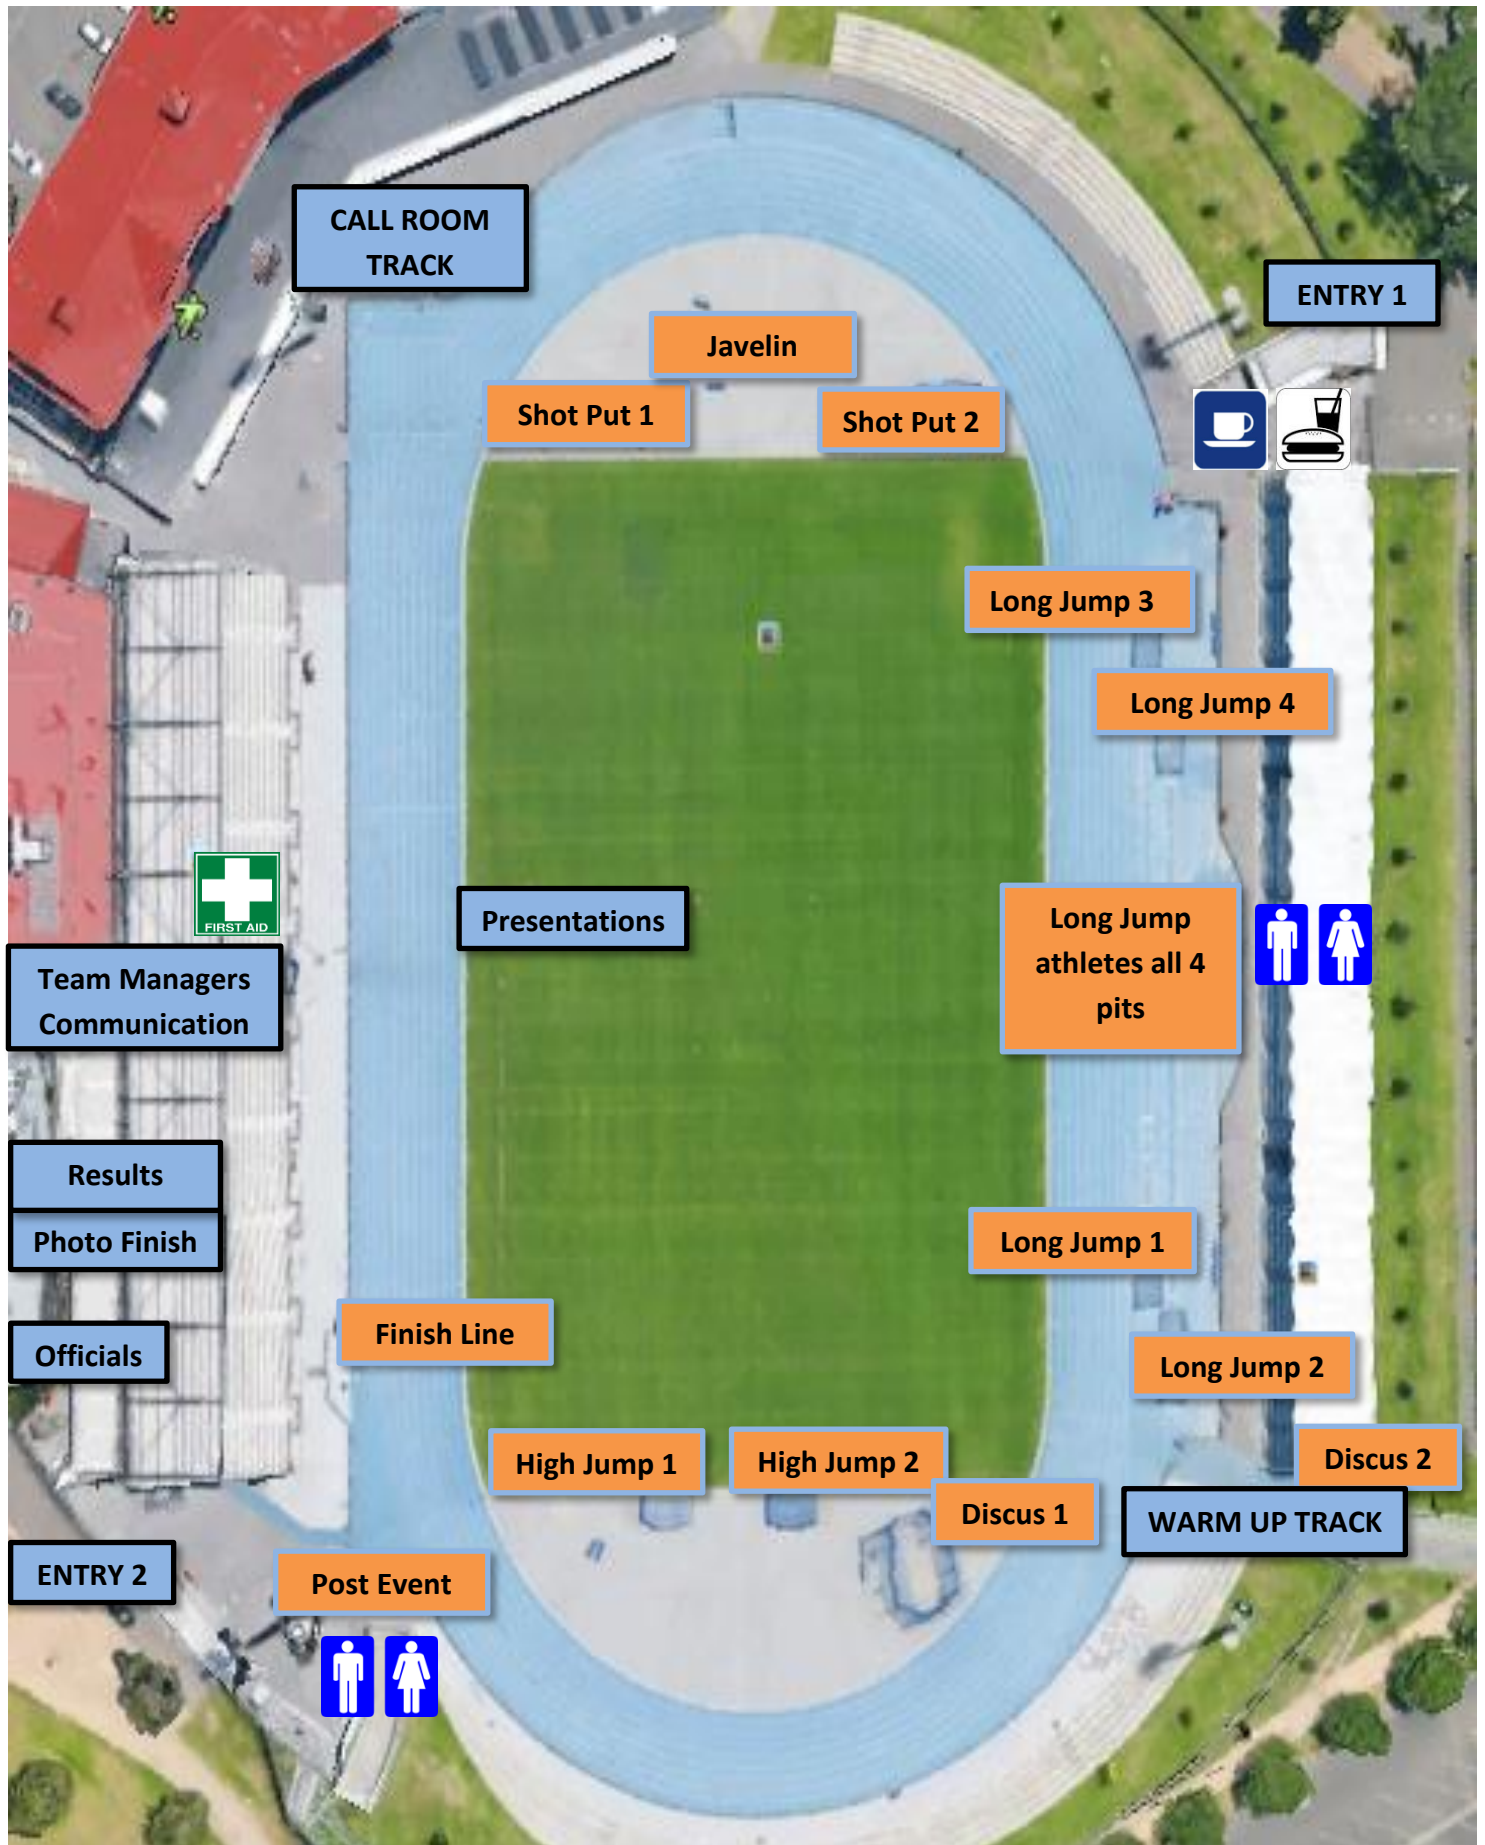 CALL ROOM
TRACK
ENTRY 1
Javelin
Shot Put 1
Shot Put 2
Long Jump 3
Long Jump 4
FIRST AID
Presentations
Long Jump
athletes all 4
pits
Team Managers
Communication
Results
Photo Finish
Long Jump 1
Finish Line
Officials
Long Jump 2
High Jump 1
High Jump 2
Discus 2
Discus 1
WARM UP TRACK
ENTRY 2
Post Event